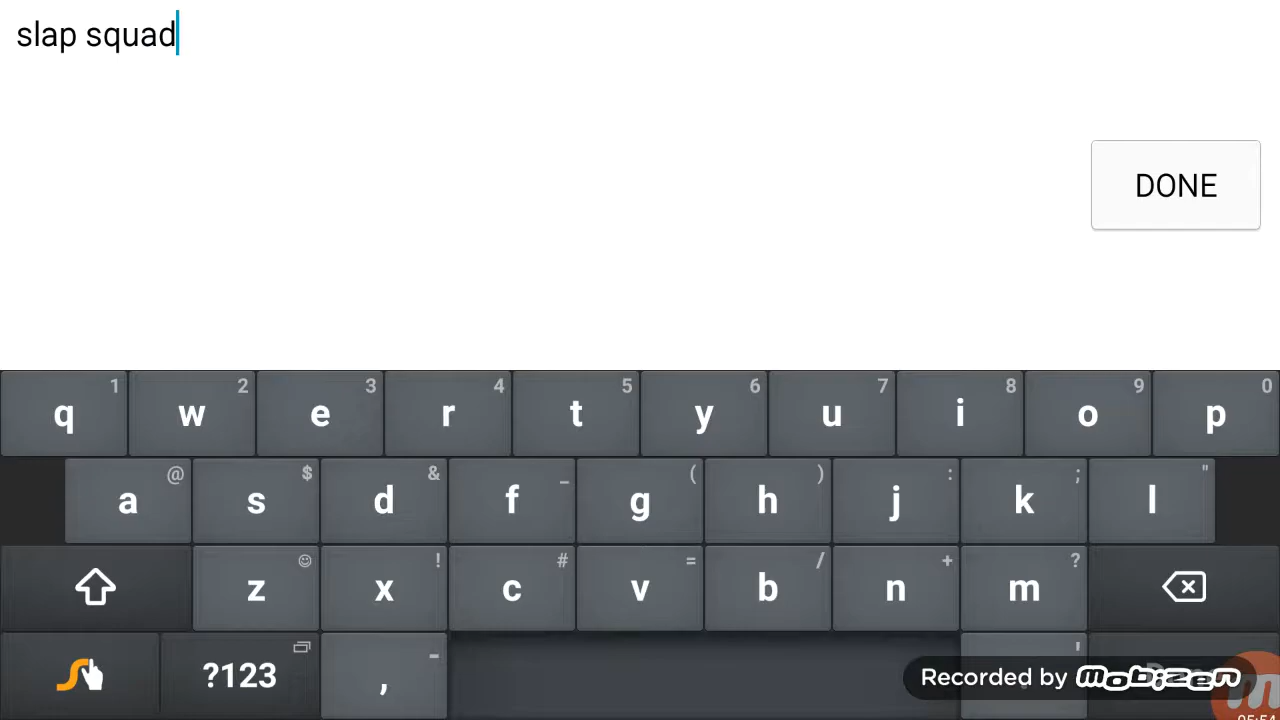 slap squad
DONE
1 2 3 4 5 6 7 8 9 0
q w e r t y u i o p
@ $ & _ ( ) : ; "
a s d f g h j k l
! # = / + ?
z x c v b n m
?123 , - '
Recorded by mobizen